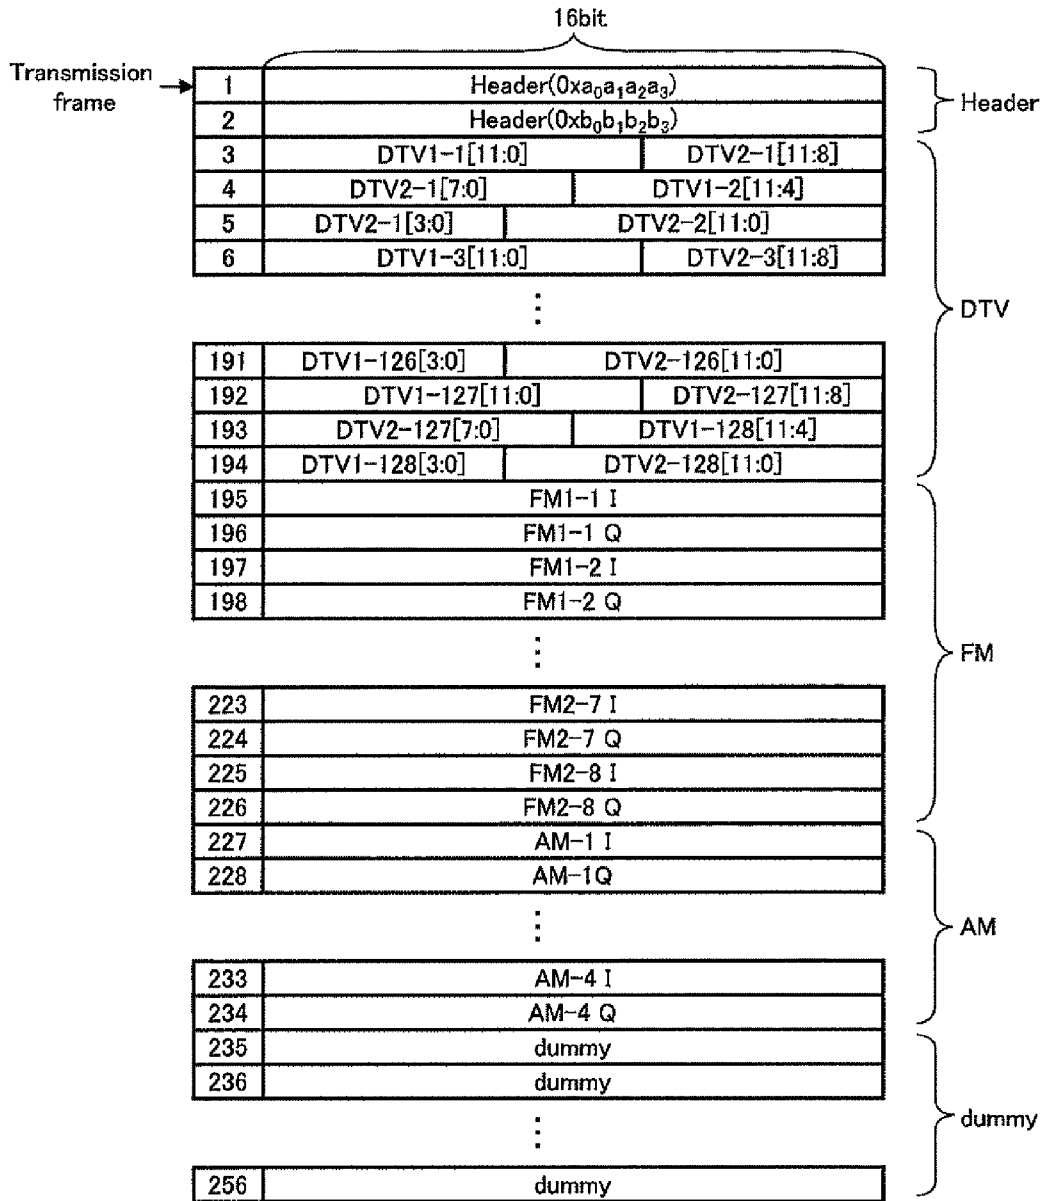 16bit
Transmission frame
1 Header(0xa₀a₁a₂a₃)
2 Header(0xb₀b₁b₂b₃)
Header
3 DTV1-1[11:0] DTV2-1[11:8]
4 DTV2-1[7:0] DTV1-2[11:4]
5 DTV2-1[3:0] DTV2-2[11:0]
6 DTV1-3[11:0] DTV2-3[11:8]
⋮
DTV
191 DTV1-126[3:0] DTV2-126[11:0]
192 DTV1-127[11:0] DTV2-127[11:8]
193 DTV2-127[7:0] DTV1-128[11:4]
194 DTV1-128[3:0] DTV2-128[11:0]
195 FM1-1 I
196 FM1-1 Q
197 FM1-2 I
198 FM1-2 Q
⋮
FM
223 FM2-7 I
224 FM2-7 Q
225 FM2-8 I
226 FM2-8 Q
227 AM-1 I
228 AM-1Q
⋮
AM
233 AM-4 I
234 AM-4 Q
235 dummy
236 dummy
⋮
dummy
256 dummy